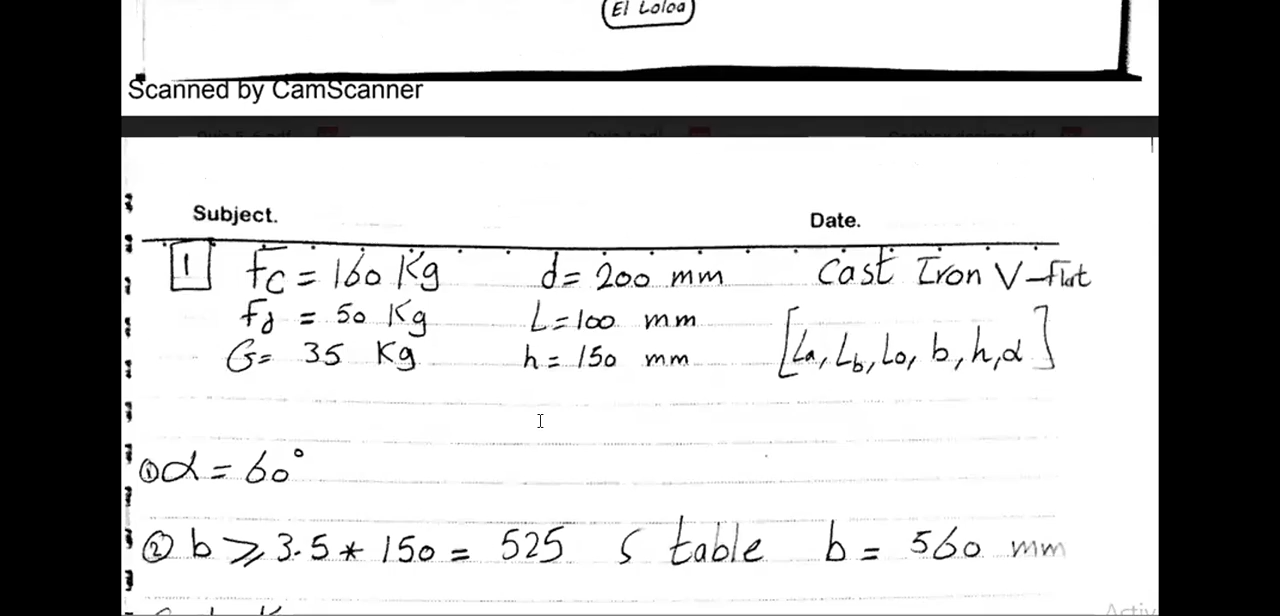 El Loloa
Scanned by CamScanner
Subject.
Date.
1 Fc = 160 Kg d = 200 mm Cast Iron V-flat
Fd = 50 Kg L = 100 mm
G = 35 Kg h = 150 mm [La, Lb, Lo, b, h, α]
① α = 60°
② b ⩾ 3.5 * 150 = 525 S table b = 560 mm
Activ